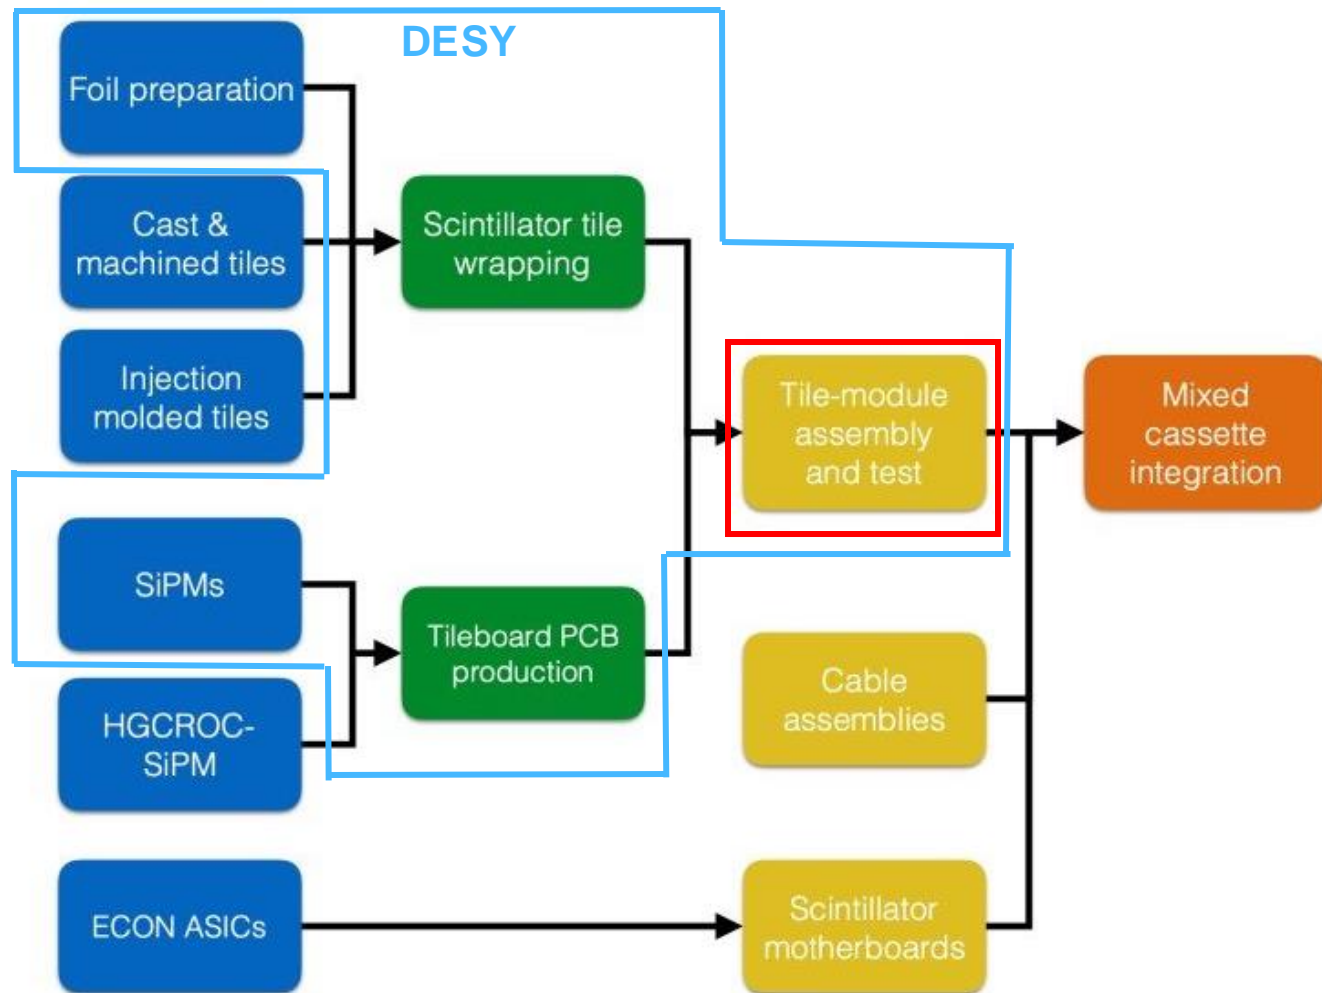 DESY
Foil preparation
Cast &
machined tiles
Injection
molded tiles
SiPMs
HGCROC-
SiPM
ECON ASICs
Scintillator tile
wrapping
Tileboard PCB
production
Tile-module
assembly
and test
Cable
assemblies
Scintillator
motherboards
Mixed
cassette
integration